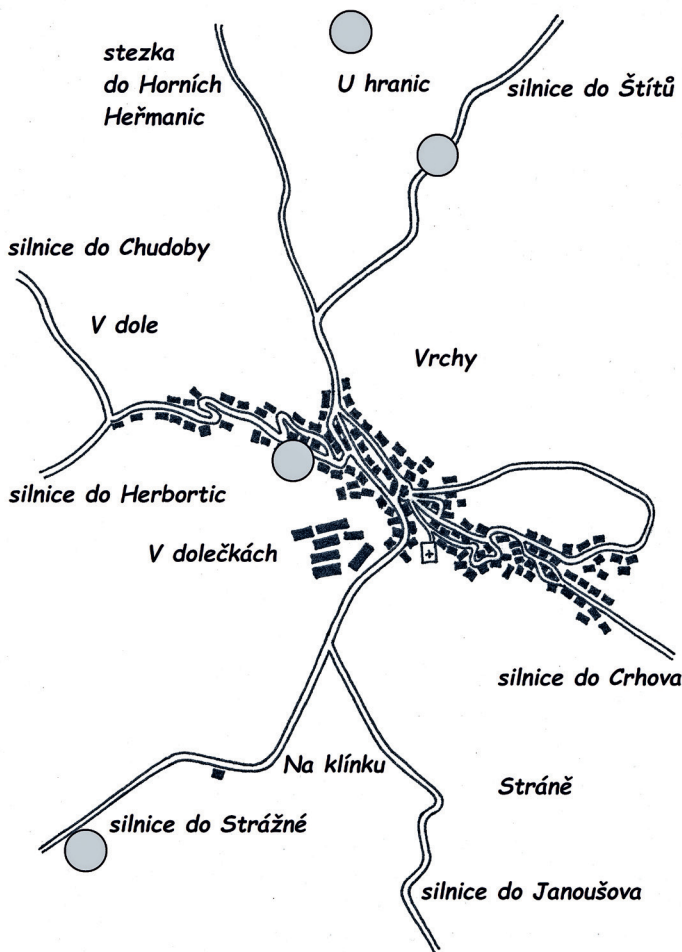 stezka
do Horních
Heřmanic
U hranic
silnice do Štítů
silnice do Chudoby
V dole
Vrchy
silnice do Herbortic
V dolečkách
silnice do Crhova
Na klínku
Stráně
silnice do Strážné
silnice do Janoušova